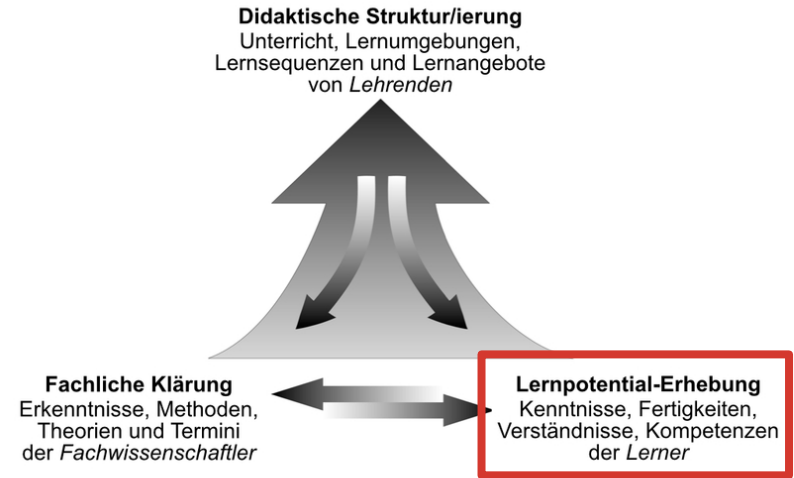 Didaktische Struktur/ierung
Unterricht, Lernumgebungen,
Lernsequenzen und Lernangebote
von Lehrenden
Fachliche Klärung
Erkenntnisse, Methoden,
Theorien und Termini
der Fachwissenschaftler
Lernpotential-Erhebung
Kenntnisse, Fertigkeiten,
Verständnisse, Kompetenzen
der Lerner